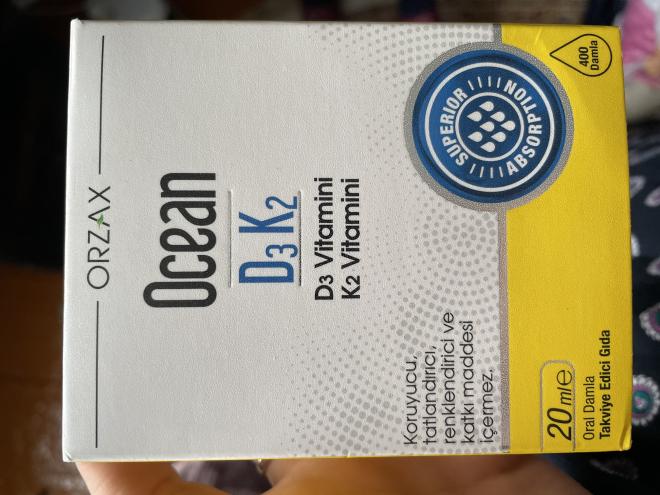 ORZAX
Ocean
D3 K2
D3 Vitamini
K2 Vitamini
SUPERIOR
ABSORPTION
Koruyucu,
tatlandırıcı,
renklendirici ve
katkı maddesi
içermez.
400
Damla
20 ml e
Oral Damla
Takviye Edici Gıda